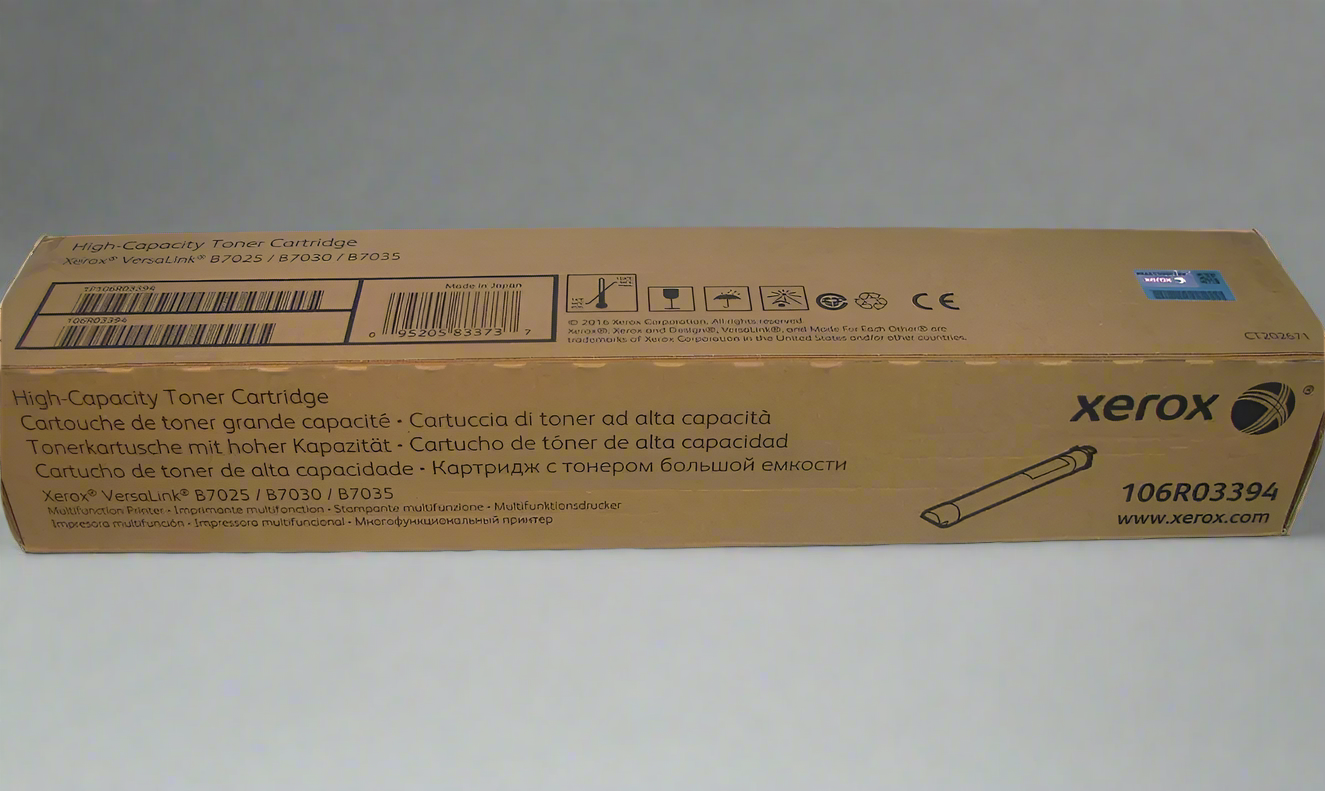 High-Capacity Toner Cartridge
Xerox® VersaLink® B7025 / B7030 / B7035
1P106R03394
106R03394
Made in Japan
0 95205 83373 7
© 2016 Xerox Corporation. All rights reserved.
Xerox®, Xerox and Design®, VersaLink®, and Made For Each Other® are
trademarks of Xerox Corporation in the United States and/or other countries.
CE
xerox
CT202671
High-Capacity Toner Cartridge
Cartouche de toner grande capacité • Cartuccia di toner ad alta capacità
Tonerkartusche mit hoher Kapazität • Cartucho de tóner de alta capacidad
Cartucho de toner de alta capacidade • Картридж с тонером большой емкости
Xerox® VersaLink® B7025 / B7030 / B7035
Multifunction Printer • Imprimante multifonction • Stampante multifunzione • Multifunktionsdrucker
Impresora multifunción • Impressora multifuncional • Многофункциональный принтер
xerox ®
106R03394
www.xerox.com